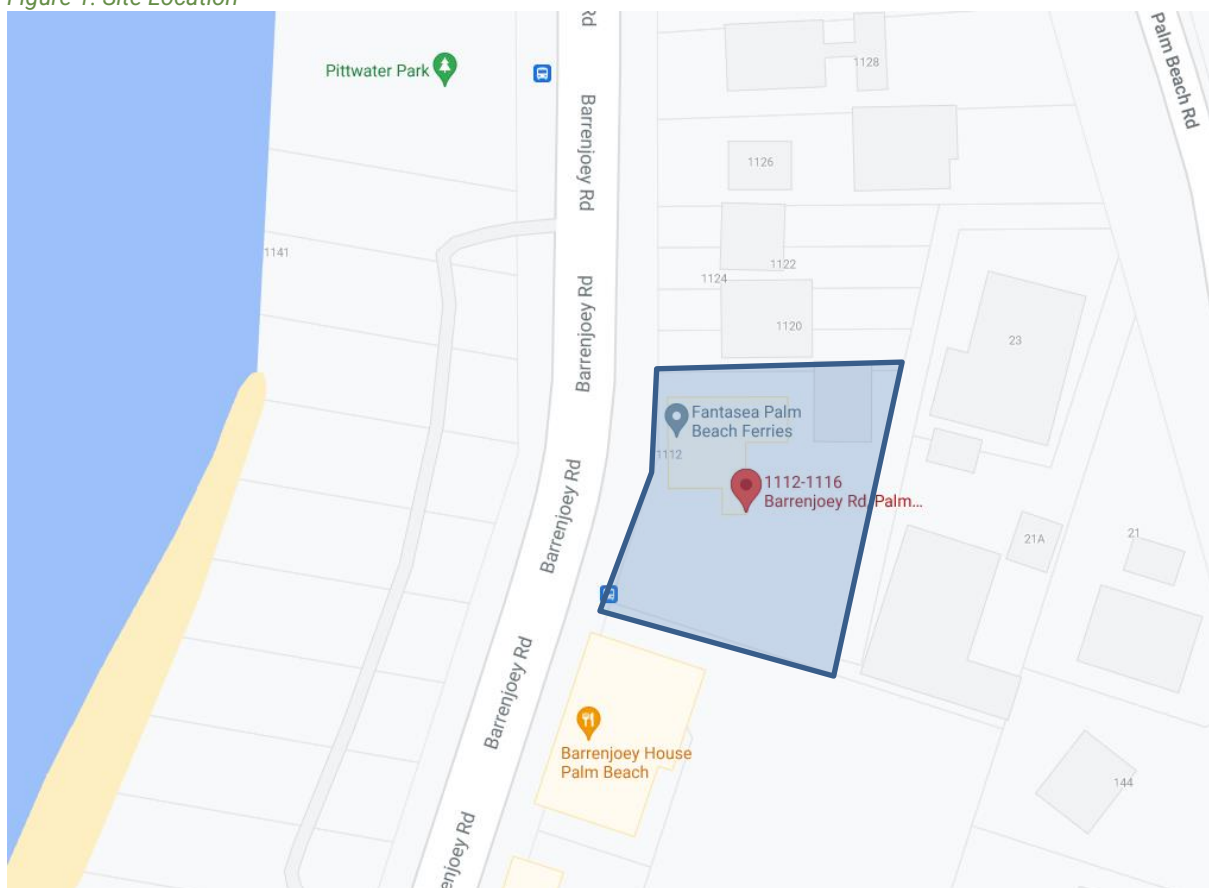 Figure 1: Site Location
Rd
Palm Beach Rd
Pittwater Park
1128
Barrenjoey Rd
1126
1141
1122
1124
Barrenjoey Rd
1120
23
Fantasea Palm
Beach Ferries
1112
1112-1116
Barrenjoey Rd, Palm...
Barrenjoey Rd
21A
21
Barrenjoey Rd
Barrenjoey House
Palm Beach
144
enjoey Rd